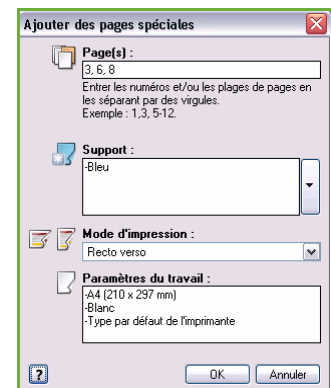 Ajouter des pages spéciales
Page(s) :
3, 6, 8
Entrer les numéros et/ou les plages de pages en
les séparant par des virgules.
Exemple : 1,3, 5-12.
Support :
-Bleu
Mode d'impression :
Recto verso
Paramètres du travail :
-A4 (210 x 297 mm)
-Blanc
-Type par défaut de l'imprimante
?
OK
Annuler